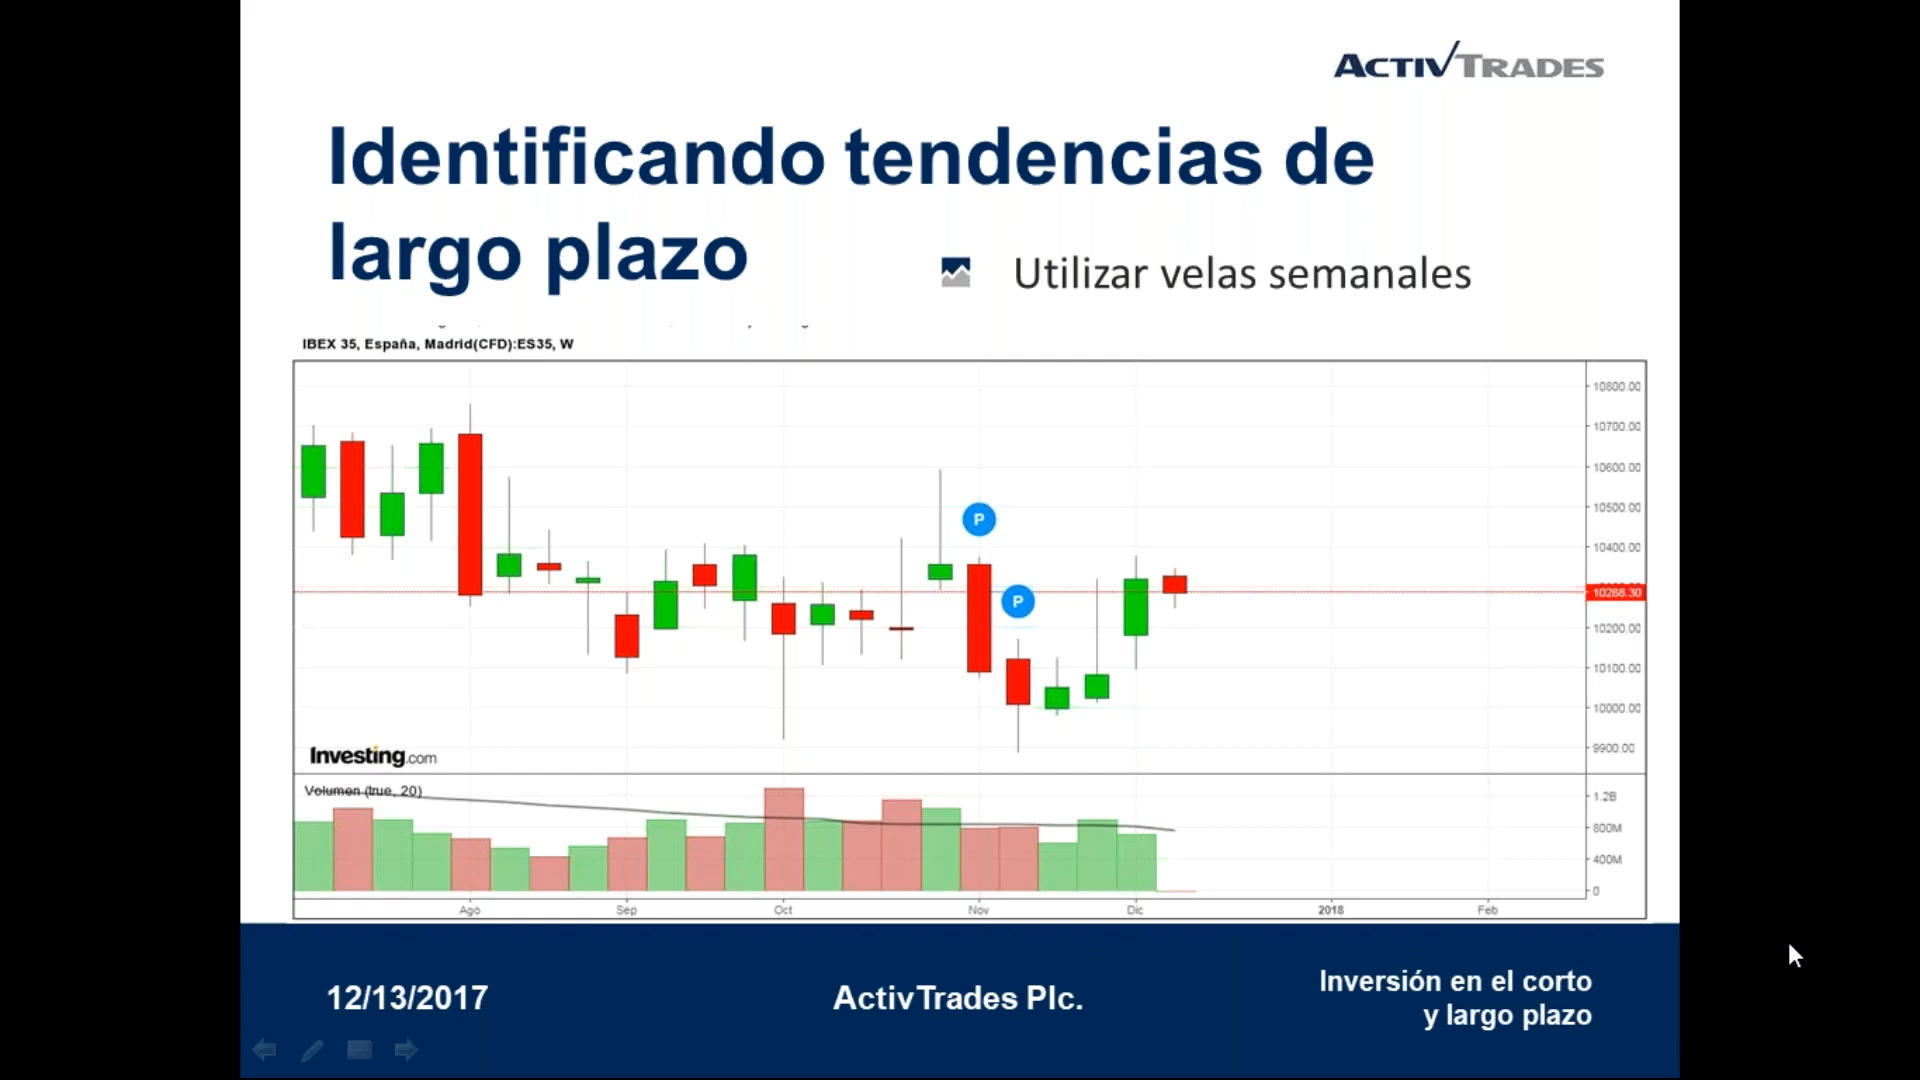 ACTIVTRADES
Identificando tendencias de
largo plazo
Utilizar velas semanales
IBEX 35, España, Madrid(CFD):ES35, W
10800.00
10700.00
10600.00
10500.00
P
10400.00
10288.30
P
10200.00
10100.00
10000.00
9900.00
Investing.com
Volumen (true, 20)
1.2B
800M
400M
0
Ago Sep Oct Nov Dic 2018 Feb
12/13/2017
ActivTrades Plc.
Inversión en el corto
y largo plazo